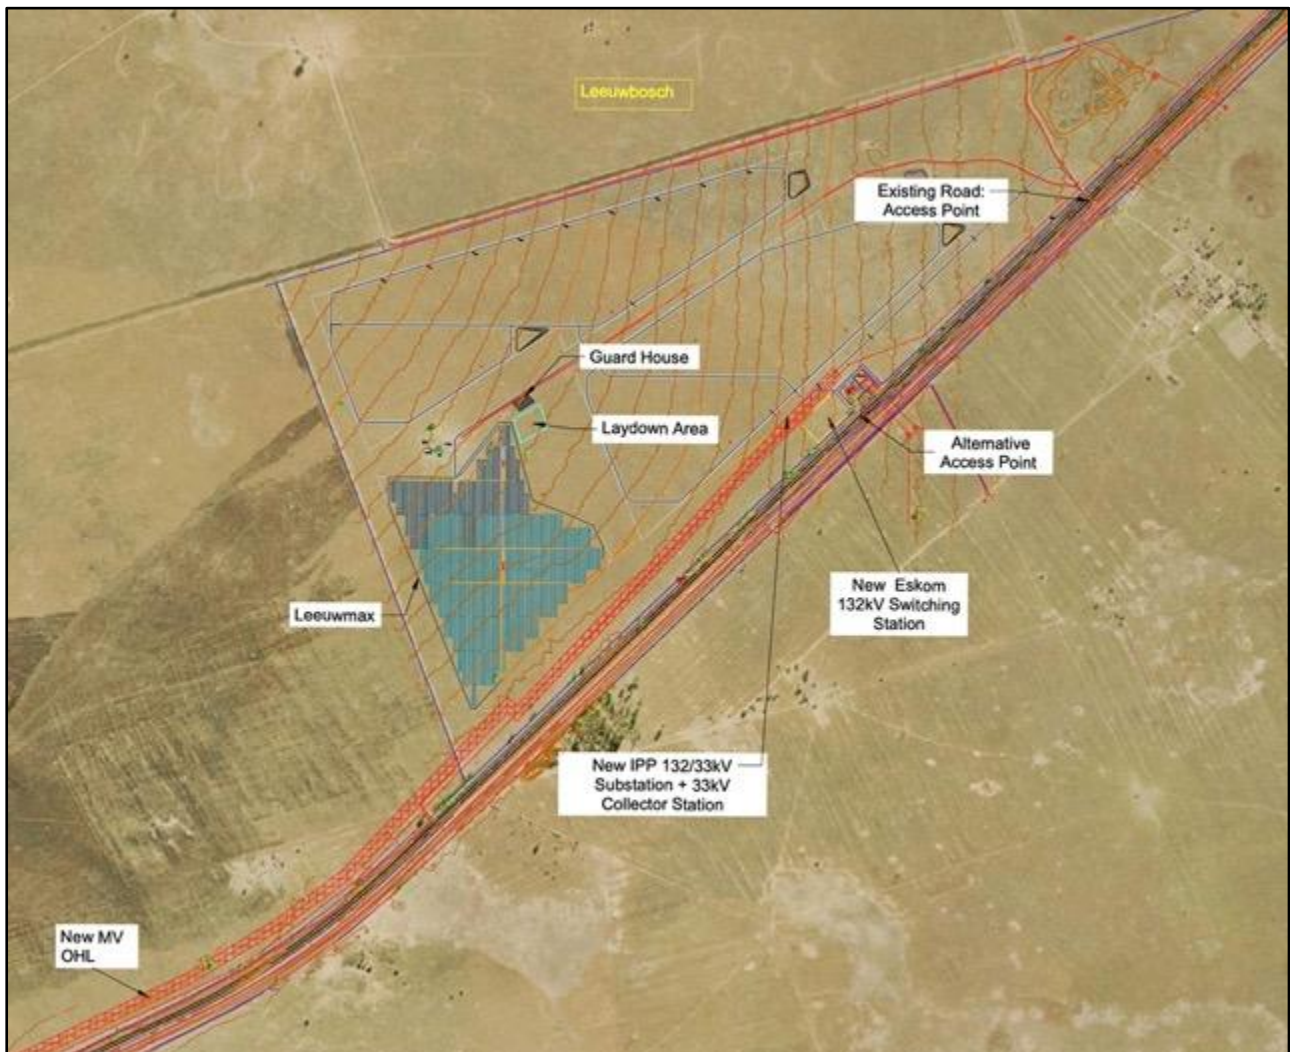 Leeuwbosch
Existing Road:
Access Point
Guard House
Laydown Area
Alternative
Access Point
New Eskom
132kV Switching
Station
Leeuwmax
New IPP 132/33kV
Substation + 33kV
Collector Station
New MV
OHL